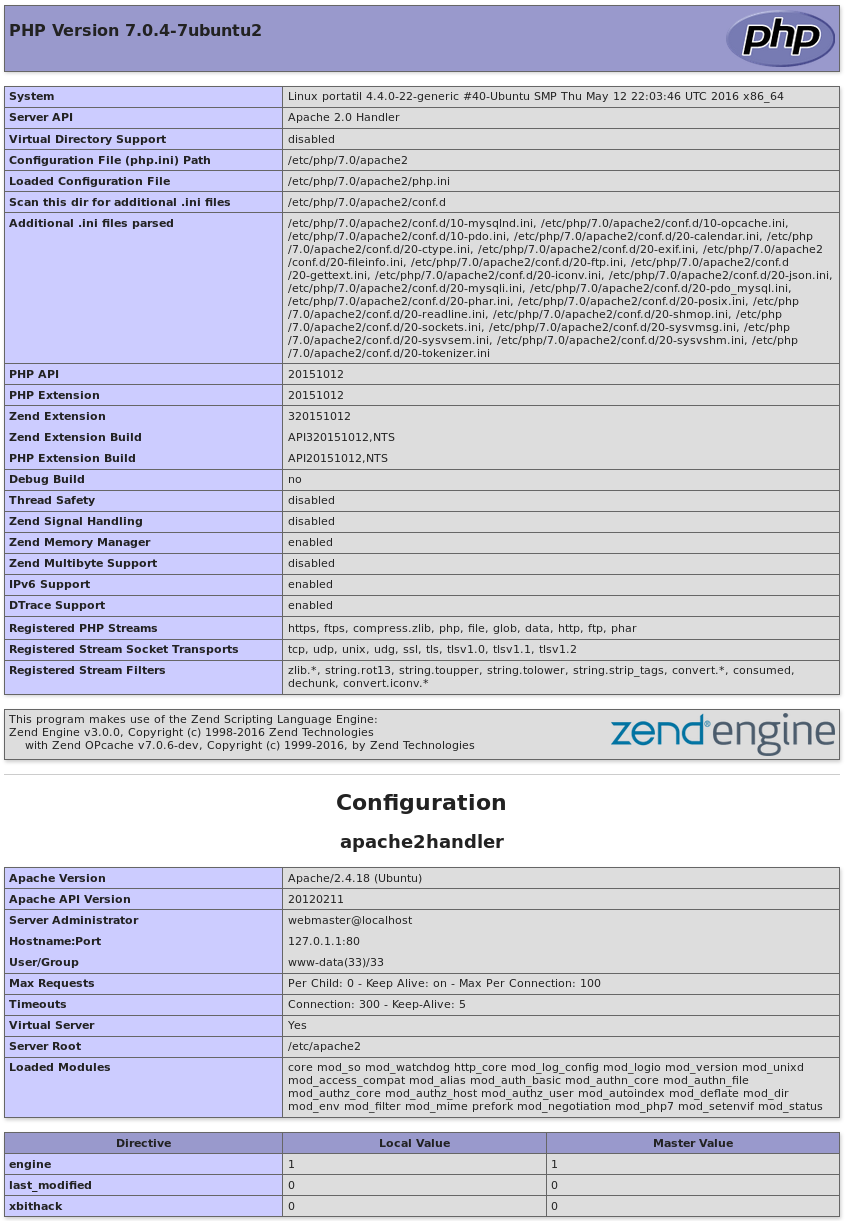 PHP Version 7.0.4-7ubuntu2
php
System Linux portatil 4.4.0-22-generic #40-Ubuntu SMP Thu May 12 22:03:46 UTC 2016 x86_64
Server API Apache 2.0 Handler
Virtual Directory Support disabled
Configuration File (php.ini) Path /etc/php/7.0/apache2
Loaded Configuration File /etc/php/7.0/apache2/php.ini
Scan this dir for additional .ini files /etc/php/7.0/apache2/conf.d
Additional .ini files parsed /etc/php/7.0/apache2/conf.d/10-mysqlnd.ini, /etc/php/7.0/apache2/conf.d/10-opcache.ini,
/etc/php/7.0/apache2/conf.d/10-pdo.ini, /etc/php/7.0/apache2/conf.d/20-calendar.ini, /etc/php
/7.0/apache2/conf.d/20-ctype.ini, /etc/php/7.0/apache2/conf.d/20-exif.ini, /etc/php/7.0/apache2
/conf.d/20-fileinfo.ini, /etc/php/7.0/apache2/conf.d/20-ftp.ini, /etc/php/7.0/apache2/conf.d
/20-gettext.ini, /etc/php/7.0/apache2/conf.d/20-iconv.ini, /etc/php/7.0/apache2/conf.d/20-json.ini,
/etc/php/7.0/apache2/conf.d/20-mysqli.ini, /etc/php/7.0/apache2/conf.d/20-pdo_mysql.ini,
/etc/php/7.0/apache2/conf.d/20-phar.ini, /etc/php/7.0/apache2/conf.d/20-posix.ini, /etc/php
/7.0/apache2/conf.d/20-readline.ini, /etc/php/7.0/apache2/conf.d/20-shmop.ini, /etc/php
/7.0/apache2/conf.d/20-sockets.ini, /etc/php/7.0/apache2/conf.d/20-sysvmsg.ini, /etc/php
/7.0/apache2/conf.d/20-sysvsem.ini, /etc/php/7.0/apache2/conf.d/20-sysvshm.ini, /etc/php
/7.0/apache2/conf.d/20-tokenizer.ini
PHP API 20151012
PHP Extension 20151012
Zend Extension 320151012
Zend Extension Build API320151012,NTS
PHP Extension Build API20151012,NTS
Debug Build no
Thread Safety disabled
Zend Signal Handling disabled
Zend Memory Manager enabled
Zend Multibyte Support disabled
IPv6 Support enabled
DTrace Support enabled
Registered PHP Streams https, ftps, compress.zlib, php, file, glob, data, http, ftp, phar
Registered Stream Socket Transports tcp, udp, unix, udg, ssl, tls, tlsv1.0, tlsv1.1, tlsv1.2
Registered Stream Filters zlib.*, string.rot13, string.toupper, string.tolower, string.strip_tags, convert.*, consumed,
dechunk, convert.iconv.*
This program makes use of the Zend Scripting Language Engine:
Zend Engine v3.0.0, Copyright (c) 1998-2016 Zend Technologies
with Zend OPcache v7.0.6-dev, Copyright (c) 1999-2016, by Zend Technologies
zend® engine
Configuration
apache2handler
Apache Version Apache/2.4.18 (Ubuntu)
Apache API Version 20120211
Server Administrator webmaster@localhost
Hostname:Port 127.0.1.1:80
User/Group www-data(33)/33
Max Requests Per Child: 0 - Keep Alive: on - Max Per Connection: 100
Timeouts Connection: 300 - Keep-Alive: 5
Virtual Server Yes
Server Root /etc/apache2
Loaded Modules core mod_so mod_watchdog http_core mod_log_config mod_logio mod_version mod_unixd
mod_access_compat mod_alias mod_auth_basic mod_authn_core mod_authn_file
mod_authz_core mod_authz_host mod_authz_user mod_autoindex mod_deflate mod_dir
mod_env mod_filter mod_mime prefork mod_negotiation mod_php7 mod_setenvif mod_status
Directive Local Value Master Value
engine 1 1
last_modified 0 0
xbithack 0 0